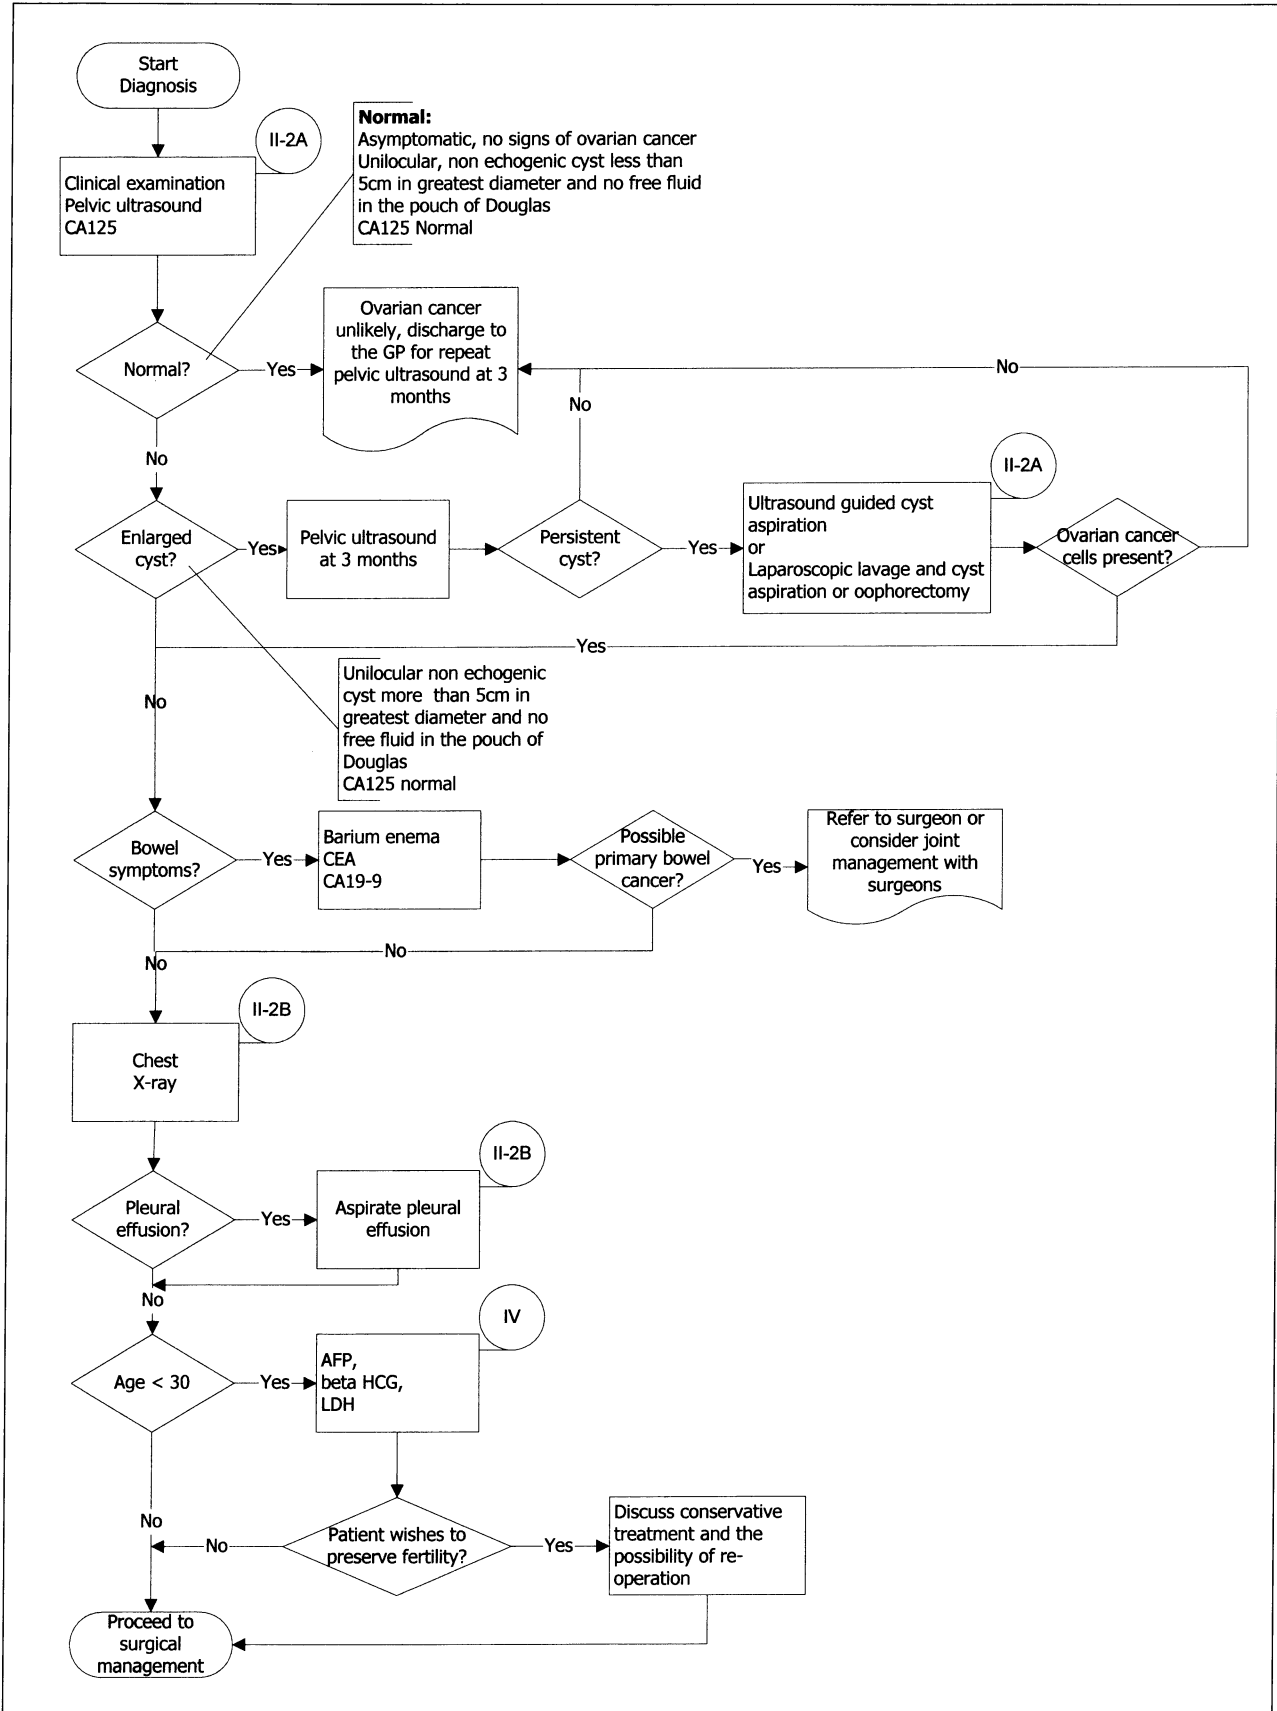 Start
Diagnosis
II-2A
Clinical examination
Pelvic ultrasound
CA125
Normal:
Asymptomatic, no signs of ovarian cancer
Unilocular, non echogenic cyst less than
5cm in greatest diameter and no free fluid
in the pouch of Douglas
CA125 Normal
Normal?
Yes
Ovarian cancer
unlikely, discharge to
the GP for repeat
pelvic ultrasound at 3
months
No
No
No
Enlarged
cyst?
Yes
Pelvic ultrasound
at 3 months
Persistent
cyst?
Yes
II-2A
Ultrasound guided cyst
aspiration
or
Laparoscopic lavage and cyst
aspiration or oophorectomy
Ovarian cancer
cells present?
Yes
No
Unilocular non echogenic
cyst more than 5cm in
greatest diameter and no
free fluid in the pouch of
Douglas
CA125 normal
Bowel
symptoms?
Yes
Barium enema
CEA
CA19-9
Possible
primary bowel
cancer?
Yes
Refer to surgeon or
consider joint
management with
surgeons
No
No
II-2B
Chest
X-ray
Pleural
effusion?
Yes
II-2B
Aspirate pleural
effusion
No
Age < 30
Yes
IV
AFP,
beta HCG,
LDH
No
No
Patient wishes to
preserve fertility?
Yes
Discuss conservative
treatment and the
possibility of re-
operation
Proceed to
surgical
management